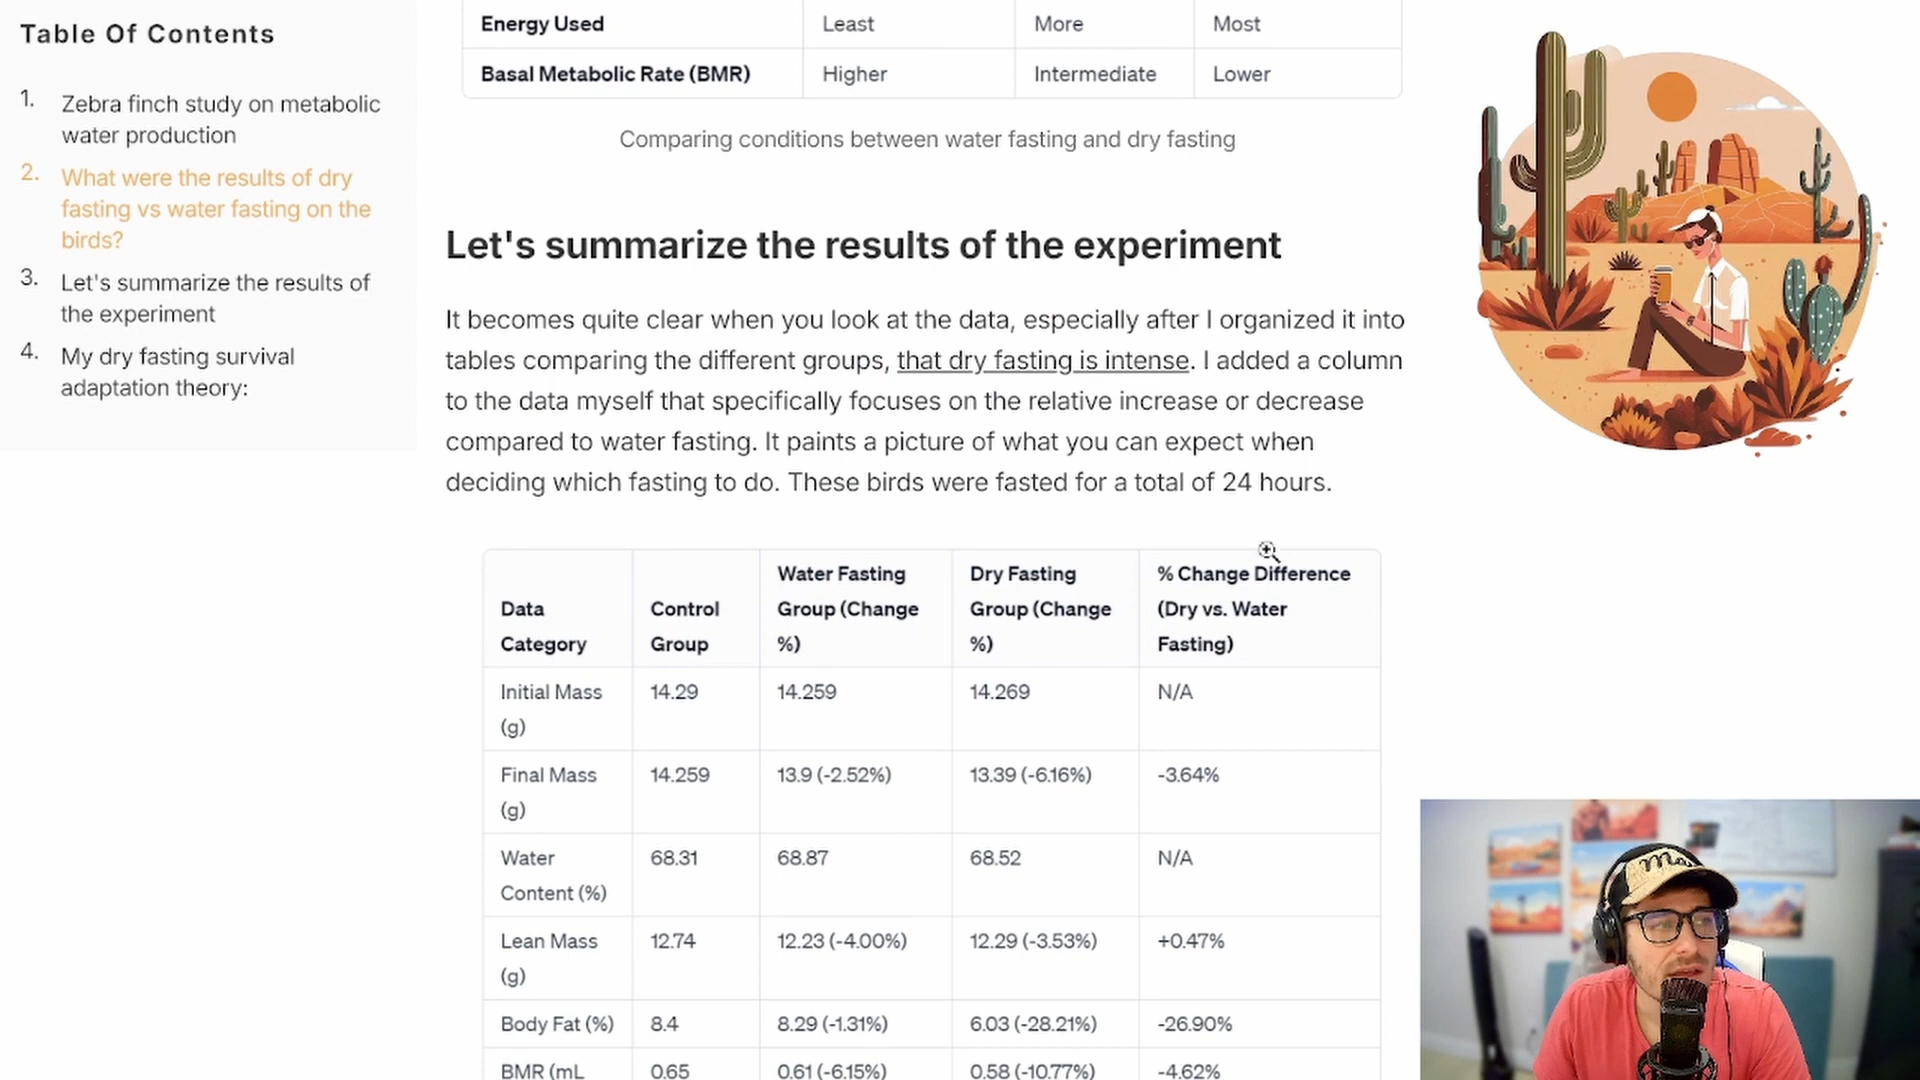 Table Of Contents
1. Zebra finch study on metabolic
water production
2. What were the results of dry
fasting vs water fasting on the
birds?
3. Let's summarize the results of
the experiment
4. My dry fasting survival
adaptation theory:
Energy Used Least More Most
Basal Metabolic Rate (BMR) Higher Intermediate Lower
Comparing conditions between water fasting and dry fasting
Let's summarize the results of the experiment
It becomes quite clear when you look at the data, especially after I organized it into
tables comparing the different groups, that dry fasting is intense. I added a column
to the data myself that specifically focuses on the relative increase or decrease
compared to water fasting. It paints a picture of what you can expect when
deciding which fasting to do. These birds were fasted for a total of 24 hours.
Data
Category
Control
Group
Water Fasting
Group (Change
%)
Dry Fasting
Group (Change
%)
% Change Difference
(Dry vs. Water
Fasting)
Initial Mass
(g)
14.29 14.259 14.269 N/A
Final Mass
(g)
14.259 13.9 (-2.52%) 13.39 (-6.16%) -3.64%
Water
Content (%)
68.31 68.87 68.52 N/A
Lean Mass
(g)
12.74 12.23 (-4.00%) 12.29 (-3.53%) +0.47%
Body Fat (%) 8.4 8.29 (-1.31%) 6.03 (-28.21%) -26.90%
BMR (mL 0.65 0.61 (-6.15%) 0.58 (-10.77%) -4.62%